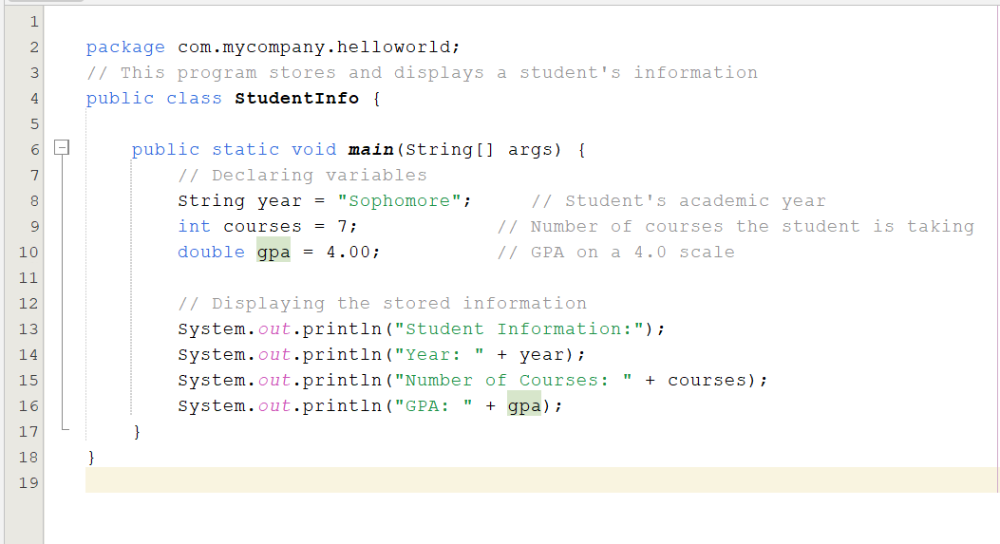 1
2 package com.mycompany.helloworld;
3 // This program stores and displays a student's information
4 public class StudentInfo {
5
6 public static void main(String[] args) {
7 // Declaring variables
8 String year = "Sophomore"; // Student's academic year
9 int courses = 7; // Number of courses the student is taking
10 double gpa = 4.00; // GPA on a 4.0 scale
11
12 // Displaying the stored information
13 System.out.println("Student Information:");
14 System.out.println("Year: " + year);
15 System.out.println("Number of Courses: " + courses);
16 System.out.println("GPA: " + gpa);
17 }
18 }
19